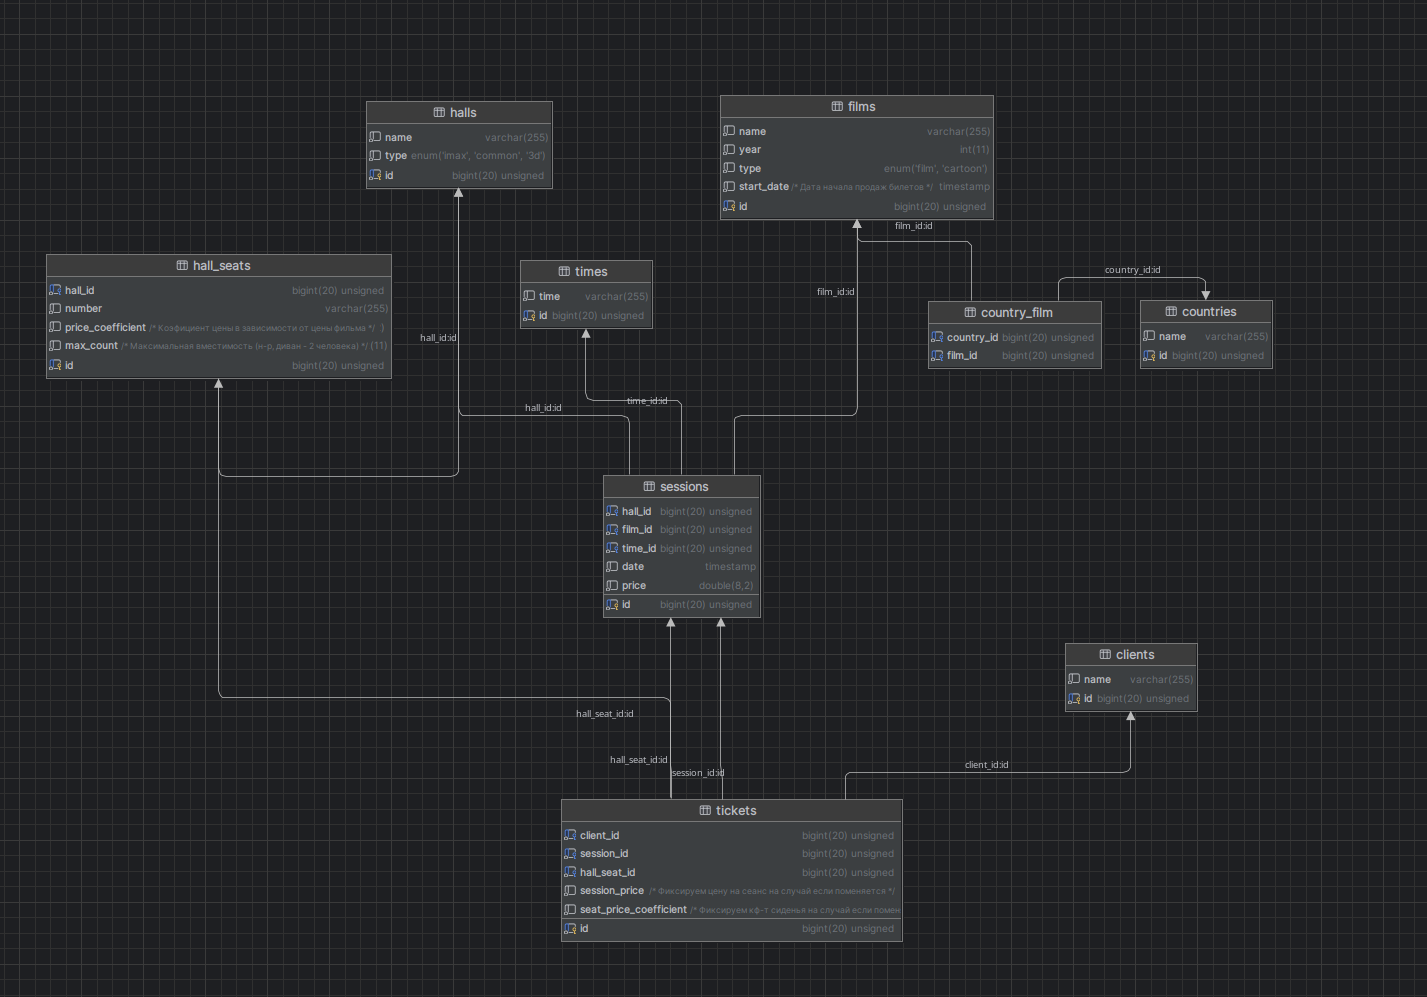 halls
name varchar(255)
type enum('imax', 'common', '3d')
id bigint(20) unsigned
films
name varchar(255)
year int(11)
type enum('film', 'cartoon')
start_date /* Дата начала продаж билетов */ timestamp
id bigint(20) unsigned
film_id:id
hall_seats
hall_id bigint(20) unsigned
number varchar(255)
price_coefficient /* Коэфициент цены в зависимости от цены фильма */ )
max_count /* Максимальная вместимость (н-р, диван - 2 человека) */ (11)
id bigint(20) unsigned
times
time varchar(255)
id bigint(20) unsigned
film_id:id
country_id:id
country_film
country_id bigint(20) unsigned
film_id bigint(20) unsigned
countries
name varchar(255)
id bigint(20) unsigned
hall_id:id
hall_id:id
time_id:id
sessions
hall_id bigint(20) unsigned
film_id bigint(20) unsigned
time_id bigint(20) unsigned
date timestamp
price double(8,2)
id bigint(20) unsigned
clients
name varchar(255)
id bigint(20) unsigned
hall_seat_id:id
hall_seat_id:id
session_id:id
client_id:id
tickets
client_id bigint(20) unsigned
session_id bigint(20) unsigned
hall_seat_id bigint(20) unsigned
session_price /* Фиксируем цену на сеанс на случай если поменяется */
seat_price_coefficient /* Фиксируем кф-т сиденья на случай если помен
id bigint(20) unsigned